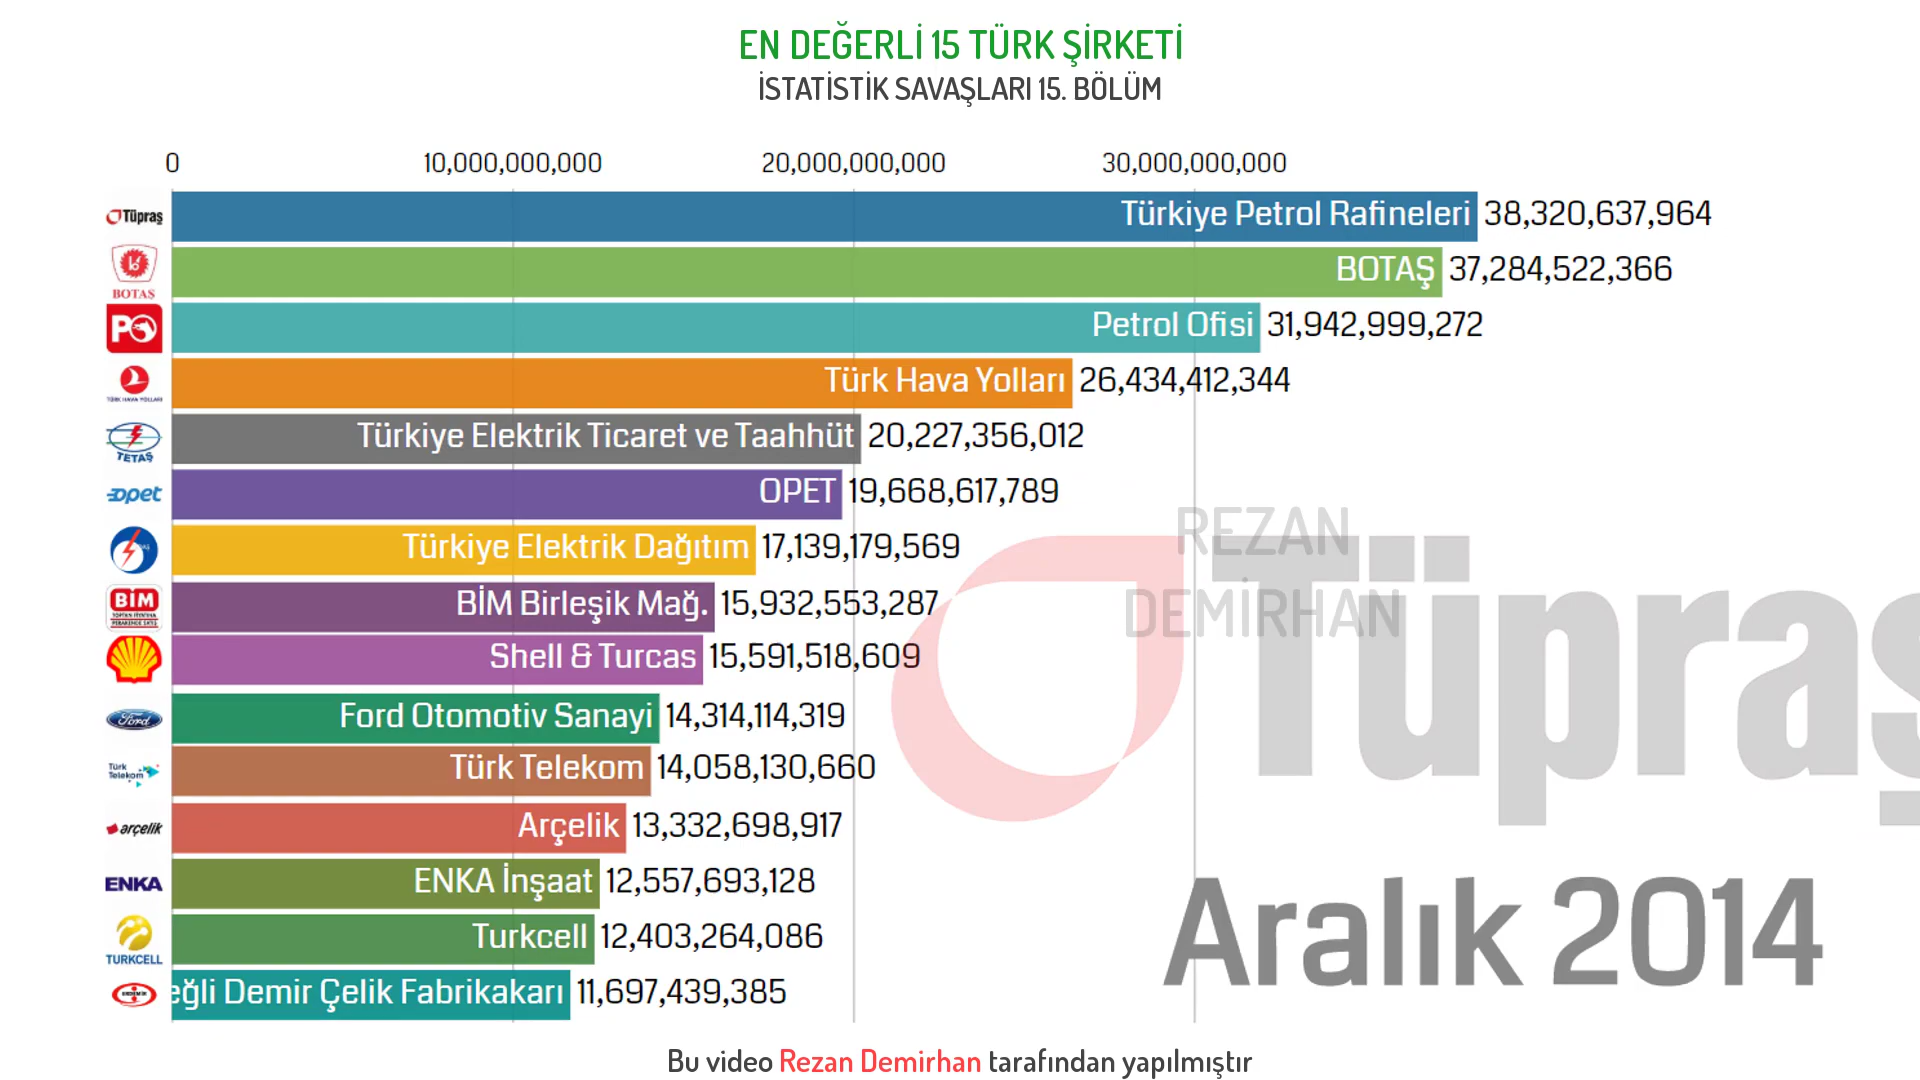 EN DEĞERLİ 15 TÜRK ŞİRKETİ
İSTATİSTİK SAVAŞLARI 15. BÖLÜM
0 10,000,000,000 20,000,000,000 30,000,000,000
Tüpraş Türkiye Petrol Rafineleri 38,320,637,964
BOTAŞ BOTAŞ 37,284,522,366
PO Petrol Ofisi 31,942,999,272
TÜRK HAVA YOLLARI Türk Hava Yolları 26,434,412,344
TETAŞ Türkiye Elektrik Ticaret ve Taahhüt 20,227,356,012
opet OPET 19,668,617,789
Türkiye Elektrik Dağıtım 17,139,179,569
BİM BİM Birleşik Mağ. 15,932,553,287
Shell & Turcas 15,591,518,609
Ford Ford Otomotiv Sanayi 14,314,114,319
Türk Telekom Türk Telekom 14,058,130,660
arçelik Arçelik 13,332,698,917
ENKA ENKA İnşaat 12,557,693,128
TURKCELL Turkcell 12,403,264,086
eğli Demir Çelik Fabrikakarı 11,697,439,385
REZAN
DEMİRHAN
Tüpraş
Aralık 2014
Bu video Rezan Demirhan tarafından yapılmıştır